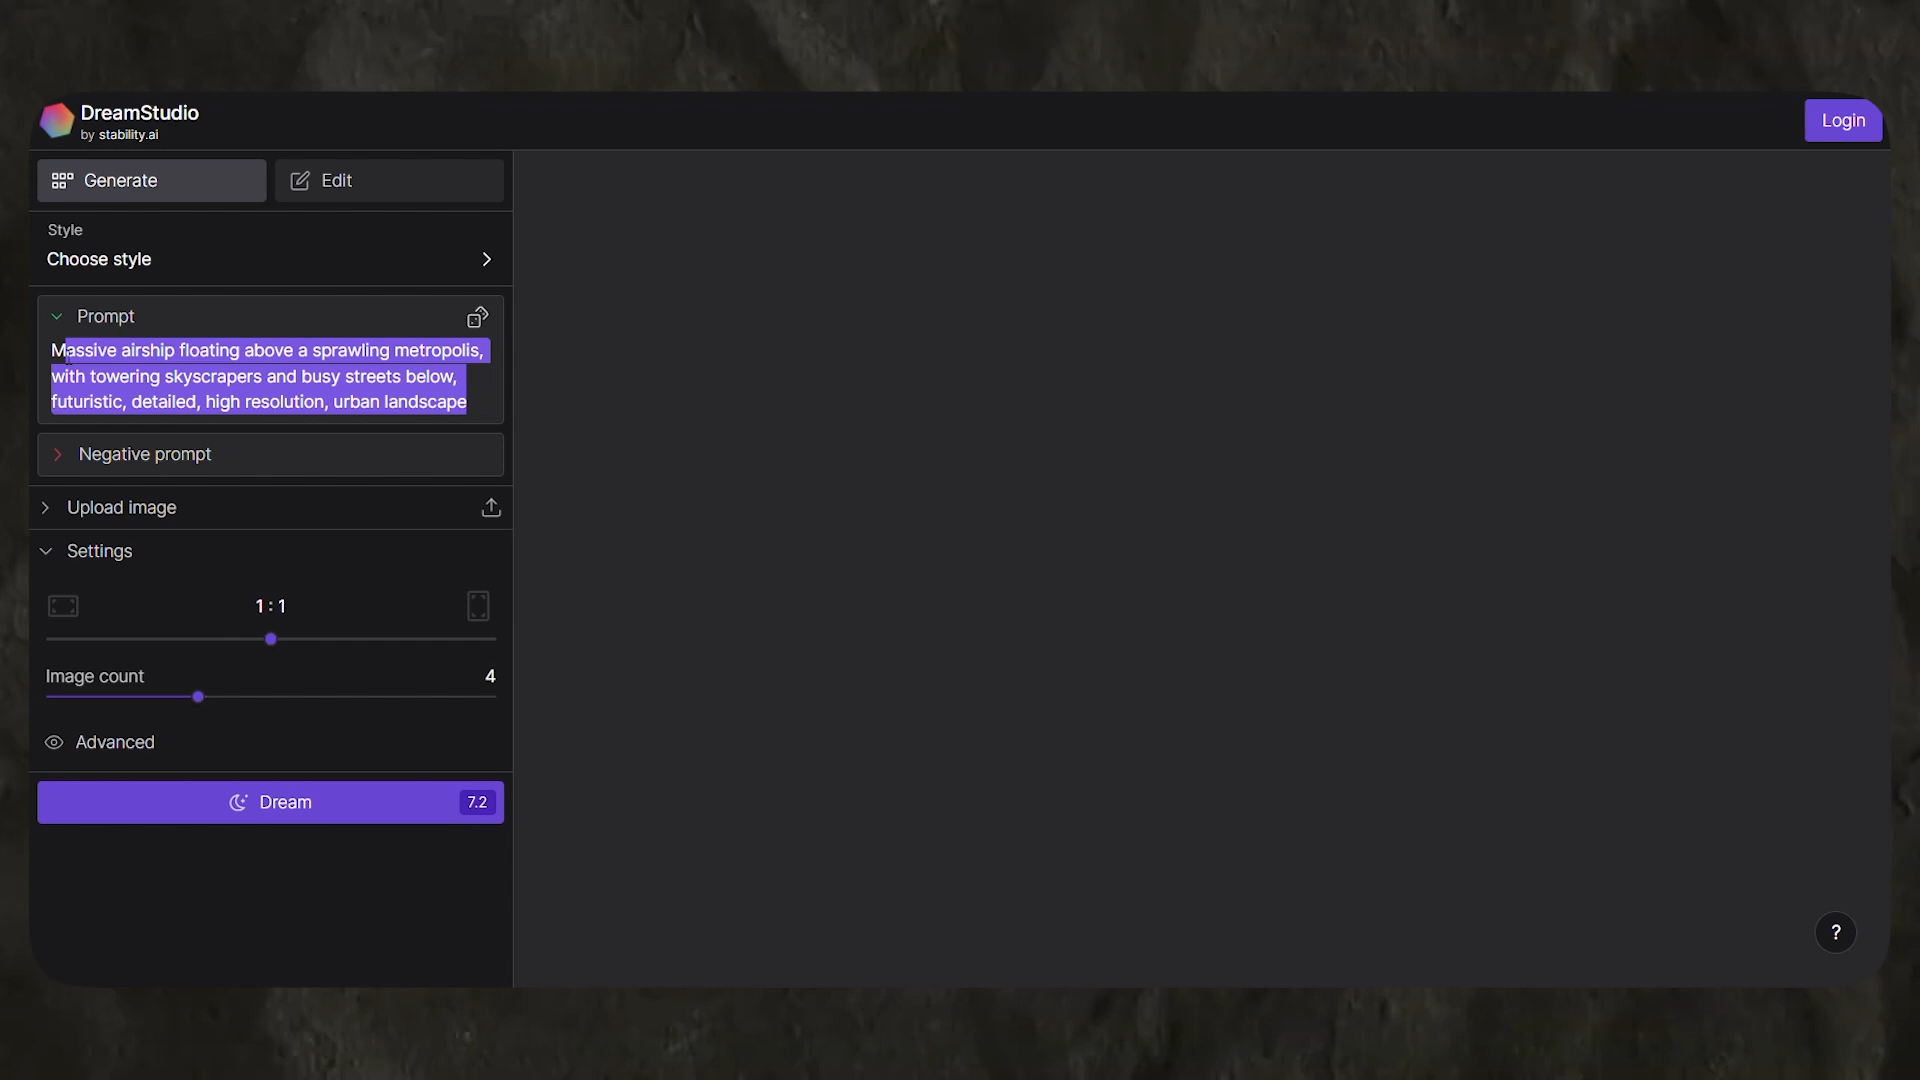 DreamStudio
by stability.ai
Login
Generate
Edit
Style
Choose style
Prompt
Massive airship floating above a sprawling metropolis,
with towering skyscrapers and busy streets below,
futuristic, detailed, high resolution, urban landscape
Negative prompt
Upload image
Settings
1 : 1
Image count
4
Advanced
Dream
7.2
?